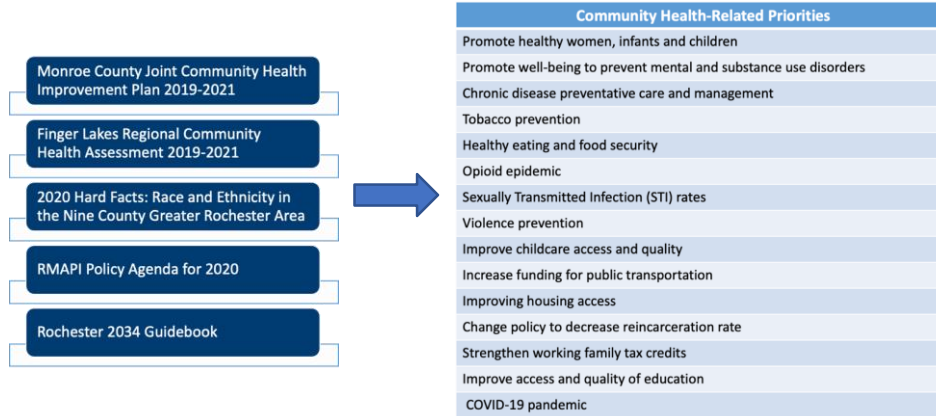 Monroe County Joint Community Health
Improvement Plan 2019-2021
Finger Lakes Regional Community
Health Assessment 2019-2021
2020 Hard Facts: Race and Ethnicity in
the Nine County Greater Rochester Area
RMAPI Policy Agenda for 2020
Rochester 2034 Guidebook
Community Health-Related Priorities
Promote healthy women, infants and children
Promote well-being to prevent mental and substance use disorders
Chronic disease preventative care and management
Tobacco prevention
Healthy eating and food security
Opioid epidemic
Sexually Transmitted Infection (STI) rates
Violence prevention
Improve childcare access and quality
Increase funding for public transportation
Improving housing access
Change policy to decrease reincarceration rate
Strengthen working family tax credits
Improve access and quality of education
COVID-19 pandemic